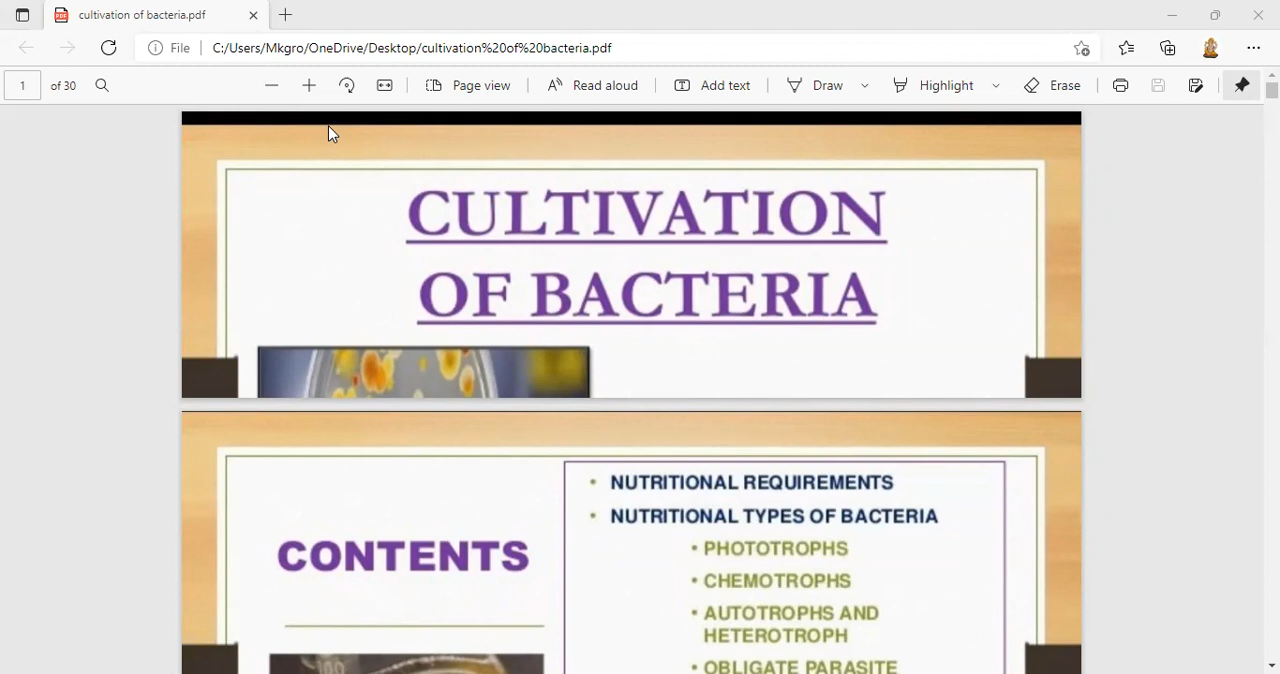 cultivation of bacteria.pdf
File C:/Users/Mkgro/OneDrive/Desktop/cultivation%20of%20bacteria.pdf
1 of 30 Page view Read aloud Add text Draw Highlight Erase
CULTIVATION
OF BACTERIA
CONTENTS
100
• NUTRITIONAL REQUIREMENTS
• NUTRITIONAL TYPES OF BACTERIA
• PHOTOTROPHS
• CHEMOTROPHS
• AUTOTROPHS AND
HETEROTROPH
• OBLIGATE PARASITE